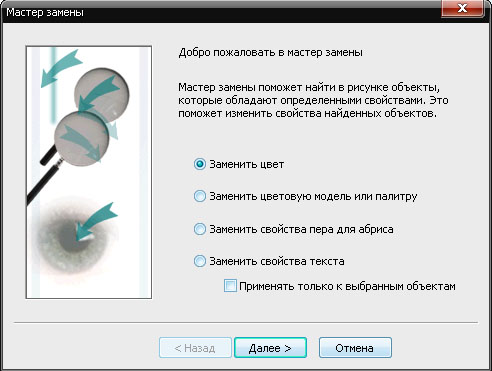 Мастер замены
Добро пожаловать в мастер замены
Мастер замены поможет найти в рисунке объекты,
которые обладают определенными свойствами. Это
поможет изменить свойства найденных объектов.
Заменить цвет
Заменить цветовую модель или палитру
Заменить свойства пера для абриса
Заменить свойства текста
Применять только к выбранным объектам
< Назад
Далее >
Отмена